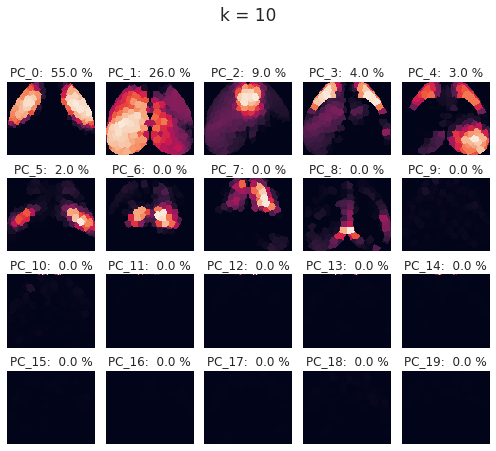 k = 10
PC_0: 55.0 %
PC_1: 26.0 %
PC_2: 9.0 %
PC_3: 4.0 %
PC_4: 3.0 %
PC_5: 2.0 %
PC_6: 0.0 %
PC_7: 0.0 %
PC_8: 0.0 %
PC_9: 0.0 %
PC_10: 0.0 %
PC_11: 0.0 %
PC_12: 0.0 %
PC_13: 0.0 %
PC_14: 0.0 %
PC_15: 0.0 %
PC_16: 0.0 %
PC_17: 0.0 %
PC_18: 0.0 %
PC_19: 0.0 %